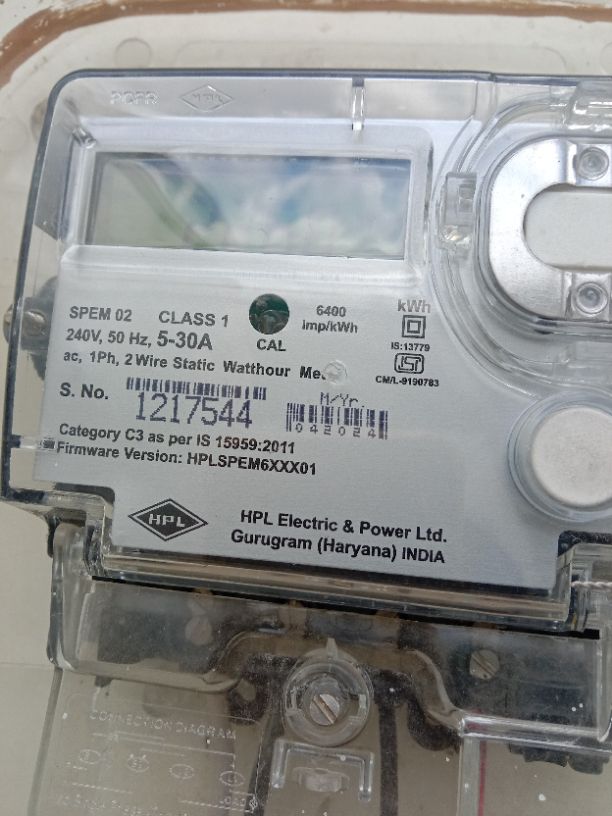 HPL
SPEM 02 CLASS 1
240V, 50 Hz, 5-30A
ac, 1Ph, 2 Wire Static Watthour
CAL
6400
imp/kWh
kWh
IS:13779
CM/L-9190783
S. No.
1217544
M/Yr.
042024
Category C3 as per IS 15959:2011
Firmware Version: HPLSPEM6XXX01
HPL
HPL Electric & Power Ltd.
Gurugram (Haryana) INDIA
CONNECTION DIAGRAM